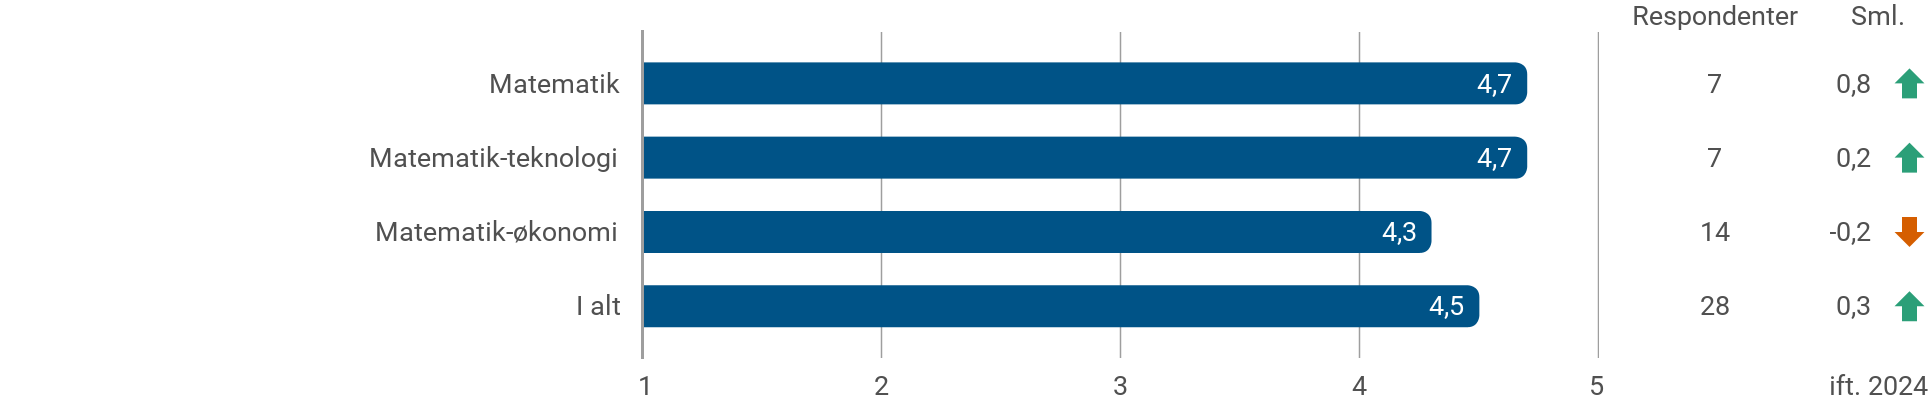 Respondenter Sml.
Matematik 4,7 7 0,8
Matematik-teknologi 4,7 7 0,2
Matematik-økonomi 4,3 14 -0,2
I alt 4,5 28 0,3
1 2 3 4 5 ift. 2024